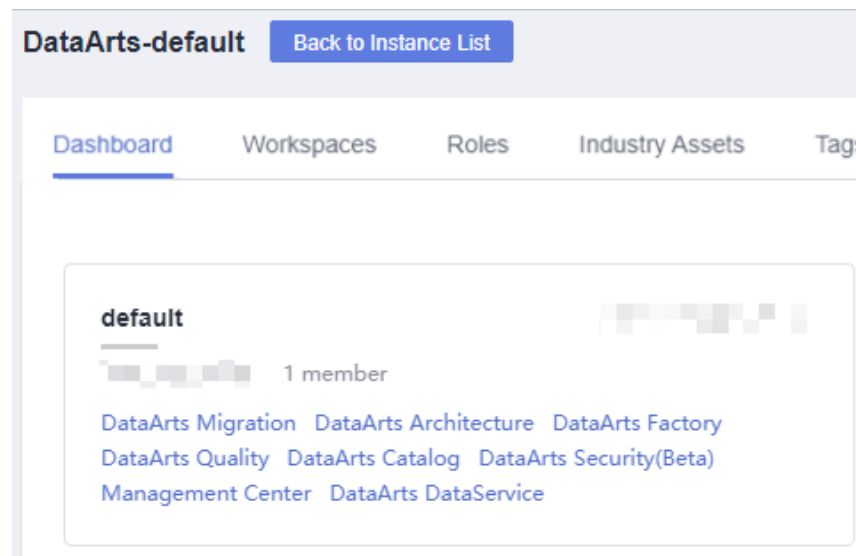 DataArts-default Back to Instance List
Dashboard Workspaces Roles Industry Assets
default
1 member
DataArts Migration DataArts Architecture DataArts Factory
DataArts Quality DataArts Catalog DataArts Security(Beta)
Management Center DataArts DataService